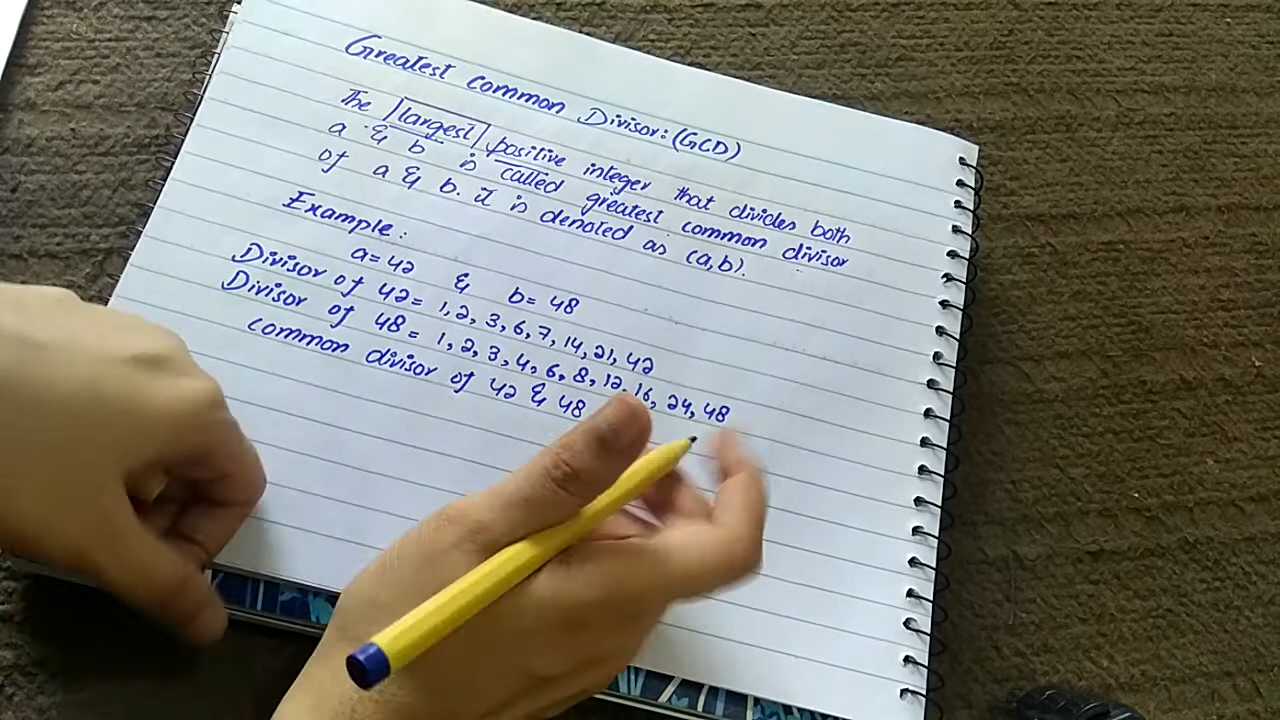 Greatest Common Divisor: (GCD)
The largest positive integer that divides both
a & b is called greatest common divisor
of a & b. It is denoted as (a,b).
Example:
a=42 & b= 48
Divisor of 42= 1, 2, 3, 6, 7, 14, 21, 42
Divisor of 48= 1, 2, 3, 4, 6, 8, 12, 16, 24, 48
common divisor of 42 & 48